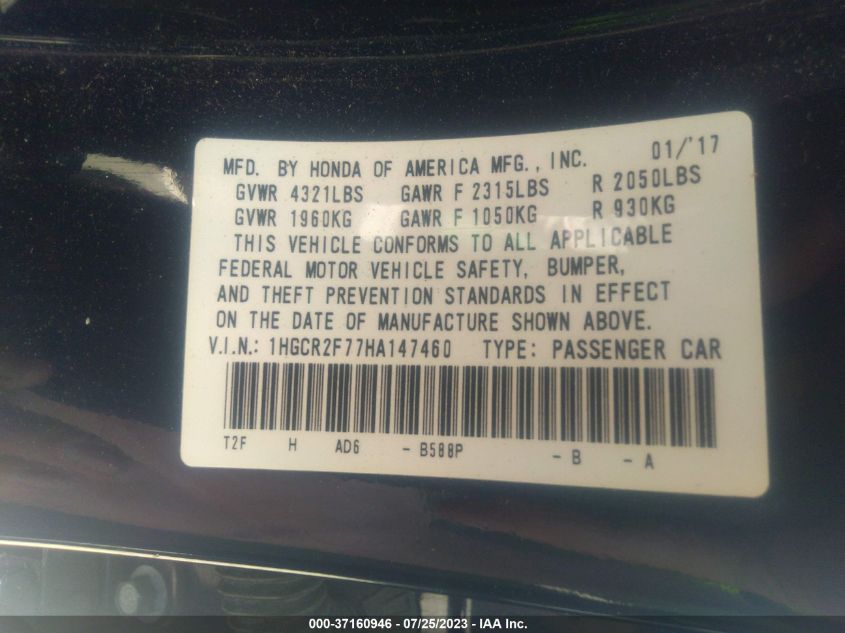 MFD. BY HONDA OF AMERICA MFG., INC. 01/'17
GVWR 4321LBS GAWR F 2315LBS R 2050LBS
GVWR 1960KG GAWR F 1050KG R 930KG
THIS VEHICLE CONFORMS TO ALL APPLICABLE
FEDERAL MOTOR VEHICLE SAFETY, BUMPER,
AND THEFT PREVENTION STANDARDS IN EFFECT
ON THE DATE OF MANUFACTURE SHOWN ABOVE.
V.I.N.: 1HGCR2F77HA147460 TYPE: PASSENGER CAR
T2F H AD6 - B588P - B - A
000-37160946 - 07/25/2023 - IAA Inc.